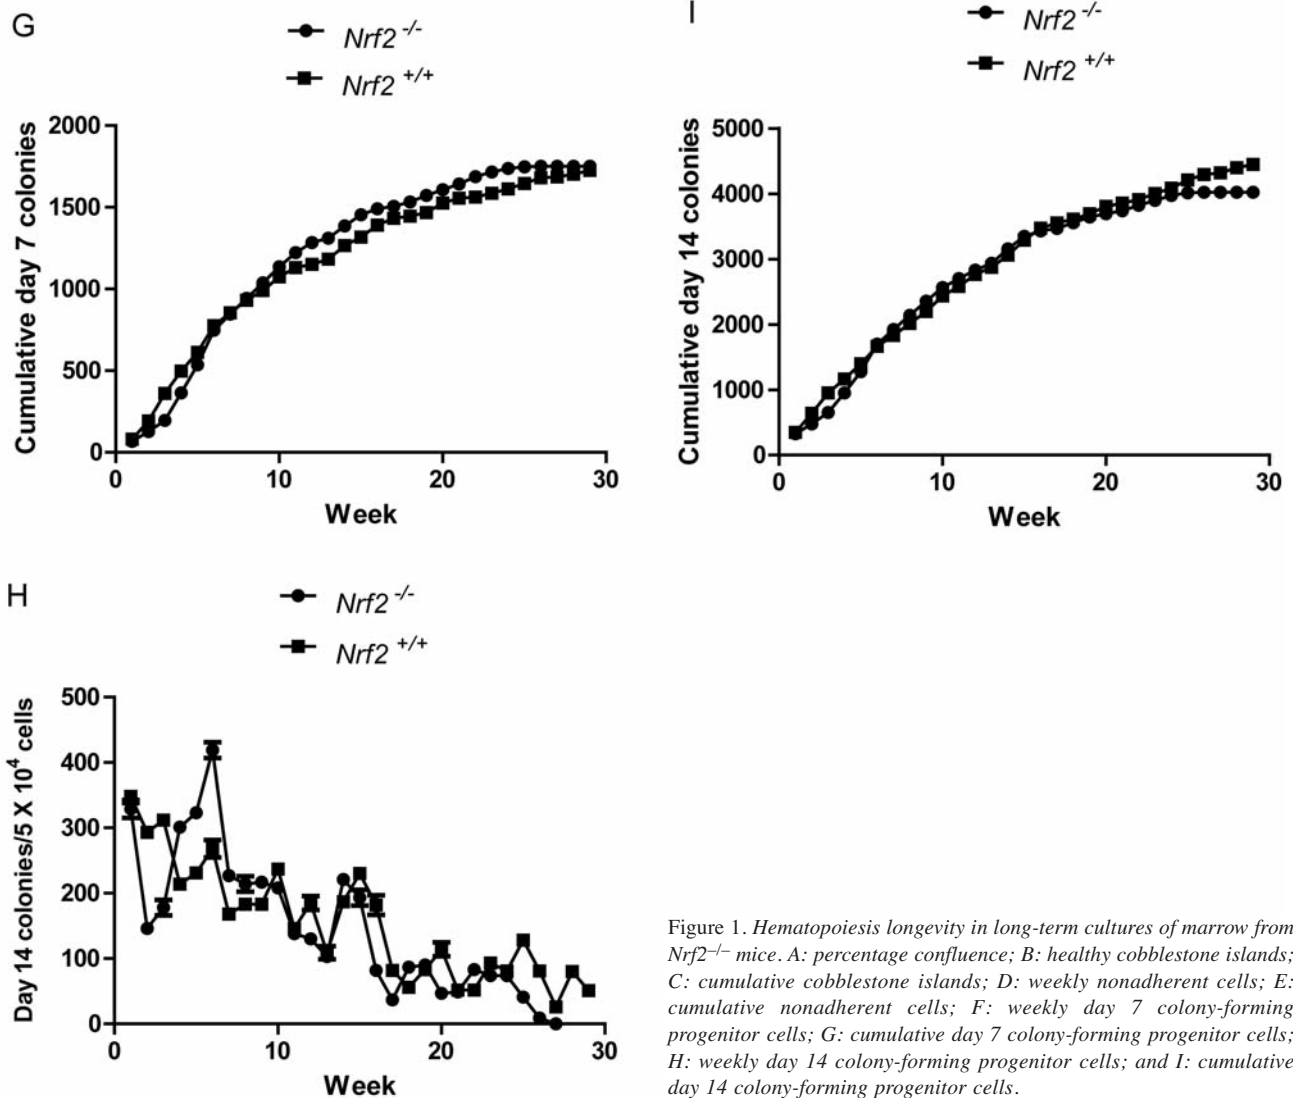 G
Nrf2 -/-
Nrf2 +/+
Cumulative day 7 colonies
2000
1500
1000
500
0
0 10 20 30
Week
I
Nrf2 -/-
Nrf2 +/+
Cumulative day 14 colonies
5000
4000
3000
2000
1000
0
0 10 20 30
Week
H
Nrf2 -/-
Nrf2 +/+
Day 14 colonies/5 X 10⁴ cells
500
400
300
200
100
0
0 10 20 30
Week
Figure 1. Hematopoiesis longevity in long-term cultures of marrow from
Nrf2–/– mice. A: percentage confluence; B: healthy cobblestone islands;
C: cumulative cobblestone islands; D: weekly nonadherent cells; E:
cumulative nonadherent cells; F: weekly day 7 colony-forming
progenitor cells; G: cumulative day 7 colony-forming progenitor cells;
H: weekly day 14 colony-forming progenitor cells; and I: cumulative
day 14 colony-forming progenitor cells.